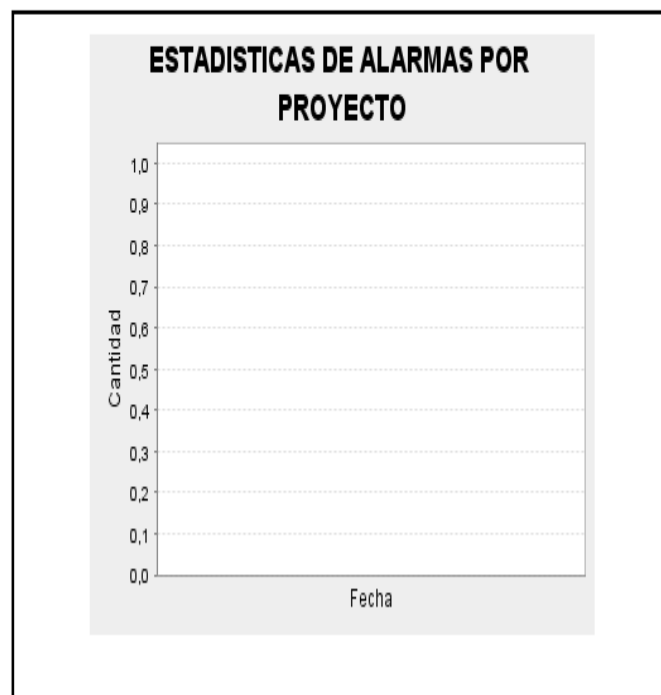 ESTADISTICAS DE ALARMAS POR
PROYECTO
1,0
0,9
0,8
0,7
0,6
0,5
0,4
0,3
0,2
0,1
0,0
Cantidad
Fecha